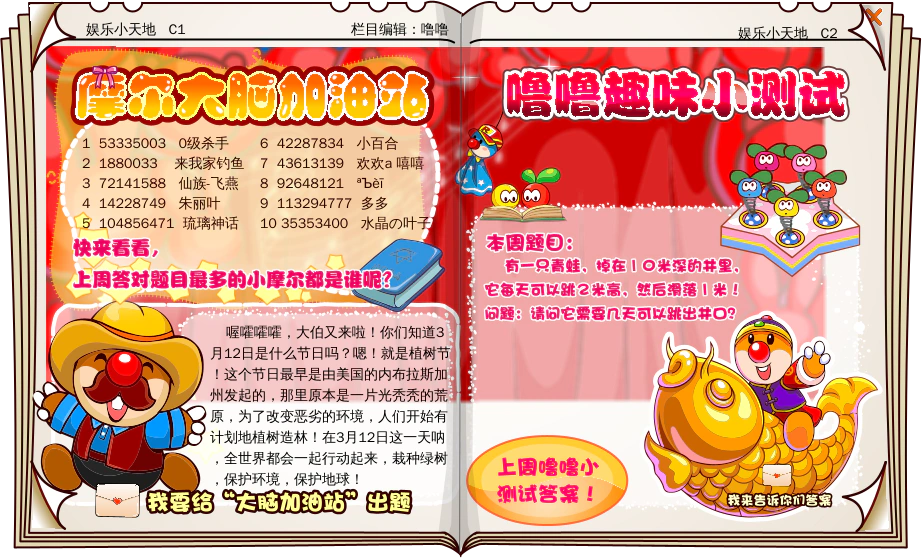 娱乐小天地 C1
栏目编辑：噜噜
摩尔大脑加油站
1 53335003 0级杀手 6 42287834 小百合
2 1880033 来我家钓鱼 7 43613139 欢欢a 嘻嘻
3 72141588 仙族-飞燕 8 92648121 ªЪèī
4 14228749 朱丽叶 9 113294777 多多
5 104856471 琉璃神话 10 35353400 水晶の叶子
快来看看，
上周答对题目最多的小摩尔都是谁呢？
喔嚯嚯嚯，大伯又来啦！你们知道3
月12日是什么节日吗？嗯！就是植树节
！这个节日最早是由美国的内布拉斯加
州发起的，那里原本是一片光秃秃的荒
原，为了改变恶劣的环境，人们开始有
计划地植树造林！在3月12日这一天呐
，全世界都会一起行动起来，栽种绿树
，保护环境，保护地球！
我要给“大脑加油站”出题
娱乐小天地 C2
噜噜趣味小测试
本周题目：
有一只青蛙，掉在10米深的井里，
它每天可以跳2米高，然后滑落1米！
问题：请问它需要几天可以跳出井口？
上周噜噜小
测试答案！
我来告诉你们答案